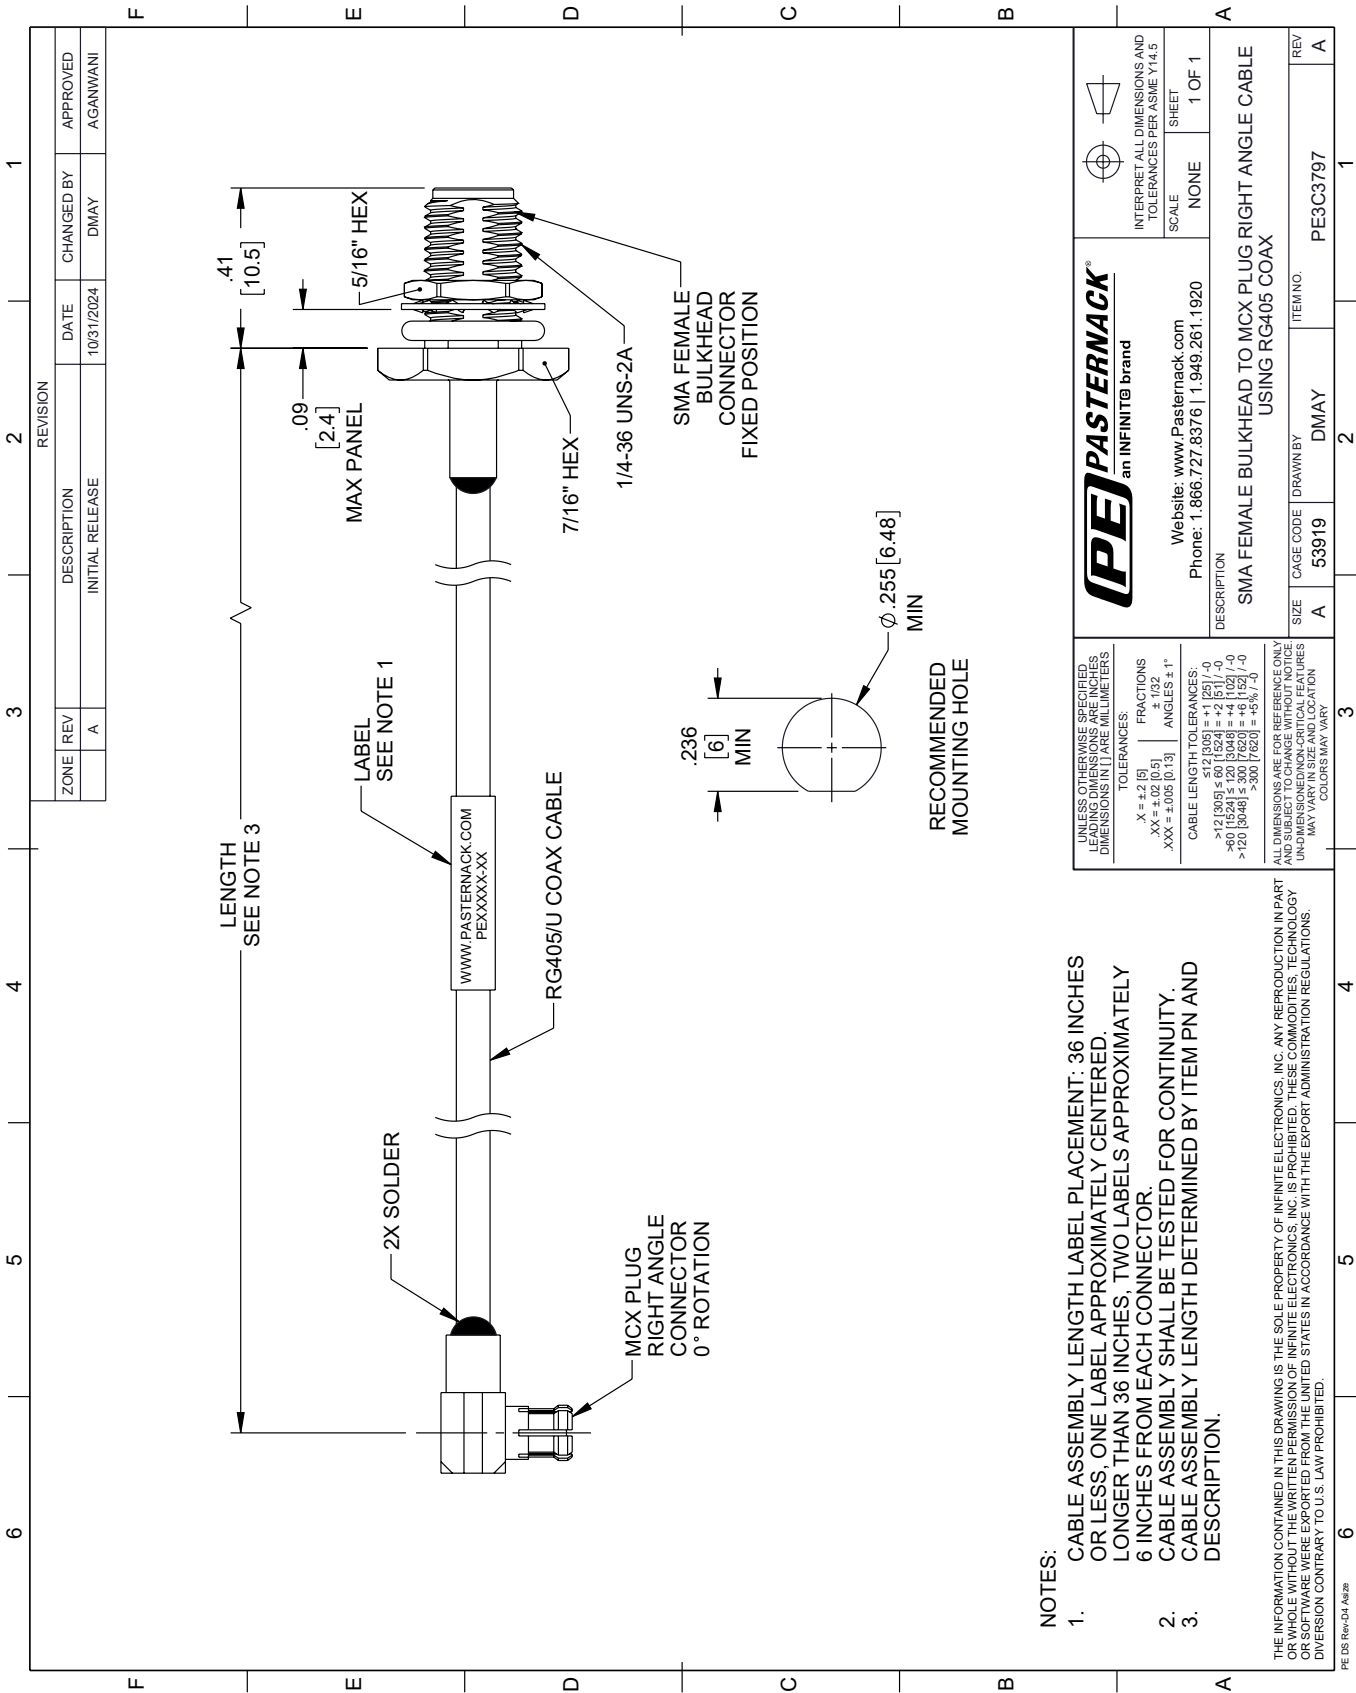 6
5
4
3
2
1
F
E
D
C
B
A
REVISION
ZONE REV DESCRIPTION DATE CHANGED BY APPROVED
A INITIAL RELEASE 10/31/2024 DMAY AGANWANI
LENGTH
SEE NOTE 3
.41
[10.5]
.09
[2.4]
MAX PANEL
5/16" HEX
2X SOLDER
LABEL
SEE NOTE 1
WWW.PASTERNACK.COM
PEXXXXX-XX
RG405/U COAX CABLE
7/16" HEX
1/4-36 UNS-2A
MCX PLUG
RIGHT ANGLE
CONNECTOR
0° ROTATION
SMA FEMALE
BULKHEAD
CONNECTOR
FIXED POSITION
.236
[6]
MIN
∅.255 [6.48]
MIN
RECOMMENDED
MOUNTING HOLE
NOTES:
1. CABLE ASSEMBLY LENGTH LABEL PLACEMENT: 36 INCHES
OR LESS, ONE LABEL APPROXIMATELY CENTERED.
LONGER THAN 36 INCHES, TWO LABELS APPROXIMATELY
6 INCHES FROM EACH CONNECTOR.
2. CABLE ASSEMBLY SHALL BE TESTED FOR CONTINUITY.
3. CABLE ASSEMBLY LENGTH DETERMINED BY ITEM PN AND
DESCRIPTION.
THE INFORMATION CONTAINED IN THIS DRAWING IS THE SOLE PROPERTY OF INFINITE ELECTRONICS, INC. ANY REPRODUCTION IN PART
OR WHOLE WITHOUT THE WRITTEN PERMISSION OF INFINITE ELECTRONICS, INC. IS PROHIBITED. THESE COMMODITIES, TECHNOLOGY
OR SOFTWARE WERE EXPORTED FROM THE UNITED STATES IN ACCORDANCE WITH THE EXPORT ADMINISTRATION REGULATIONS.
DIVERSION CONTRARY TO U.S. LAW PROHIBITED.
UNLESS OTHERWISE SPECIFIED
LEADING DIMENSIONS ARE INCHES
DIMENSIONS IN [ ] ARE MILLIMETERS
TOLERANCES:
.X = ±.2 [5] FRACTIONS
.XX = ±.02 [0.5] ± 1/32
.XXX = ±.005 [0.13] ANGLES ± 1°
CABLE LENGTH TOLERANCES:
≤12 [305] = +1 [25] / -0
>12 [305] ≤ 60 [1524] = +2 [51] / -0
>60 [1524] ≤ 120 [3048] = +4 [102] / -0
>120 [3048] ≤ 300 [7620] = +6 [152] / -0
>300 [7620] = +5% / -0
ALL DIMENSIONS ARE FOR REFERENCE ONLY
AND SUBJECT TO CHANGE WITHOUT NOTICE.
UN-DIMENSIONED/NON-CRITICAL FEATURES
MAY VARY IN SIZE AND LOCATION
COLORS MAY VARY
PE PASTERNACK®
an INFINIT@ brand
Website: www.Pasternack.com
Phone: 1.866.727.8376 | 1.949.261.1920
INTERPRET ALL DIMENSIONS AND
TOLERANCES PER ASME Y14.5
SCALE SHEET
NONE 1 OF 1
DESCRIPTION
SMA FEMALE BULKHEAD TO MCX PLUG RIGHT ANGLE CABLE
USING RG405 COAX
SIZE CAGE CODE DRAWN BY ITEM NO. REV
A 53919 DMAY PE3C3797 A
F
E
D
C
B
A
6
5
4
3
2
1
PE DS Rev-D4 Asize